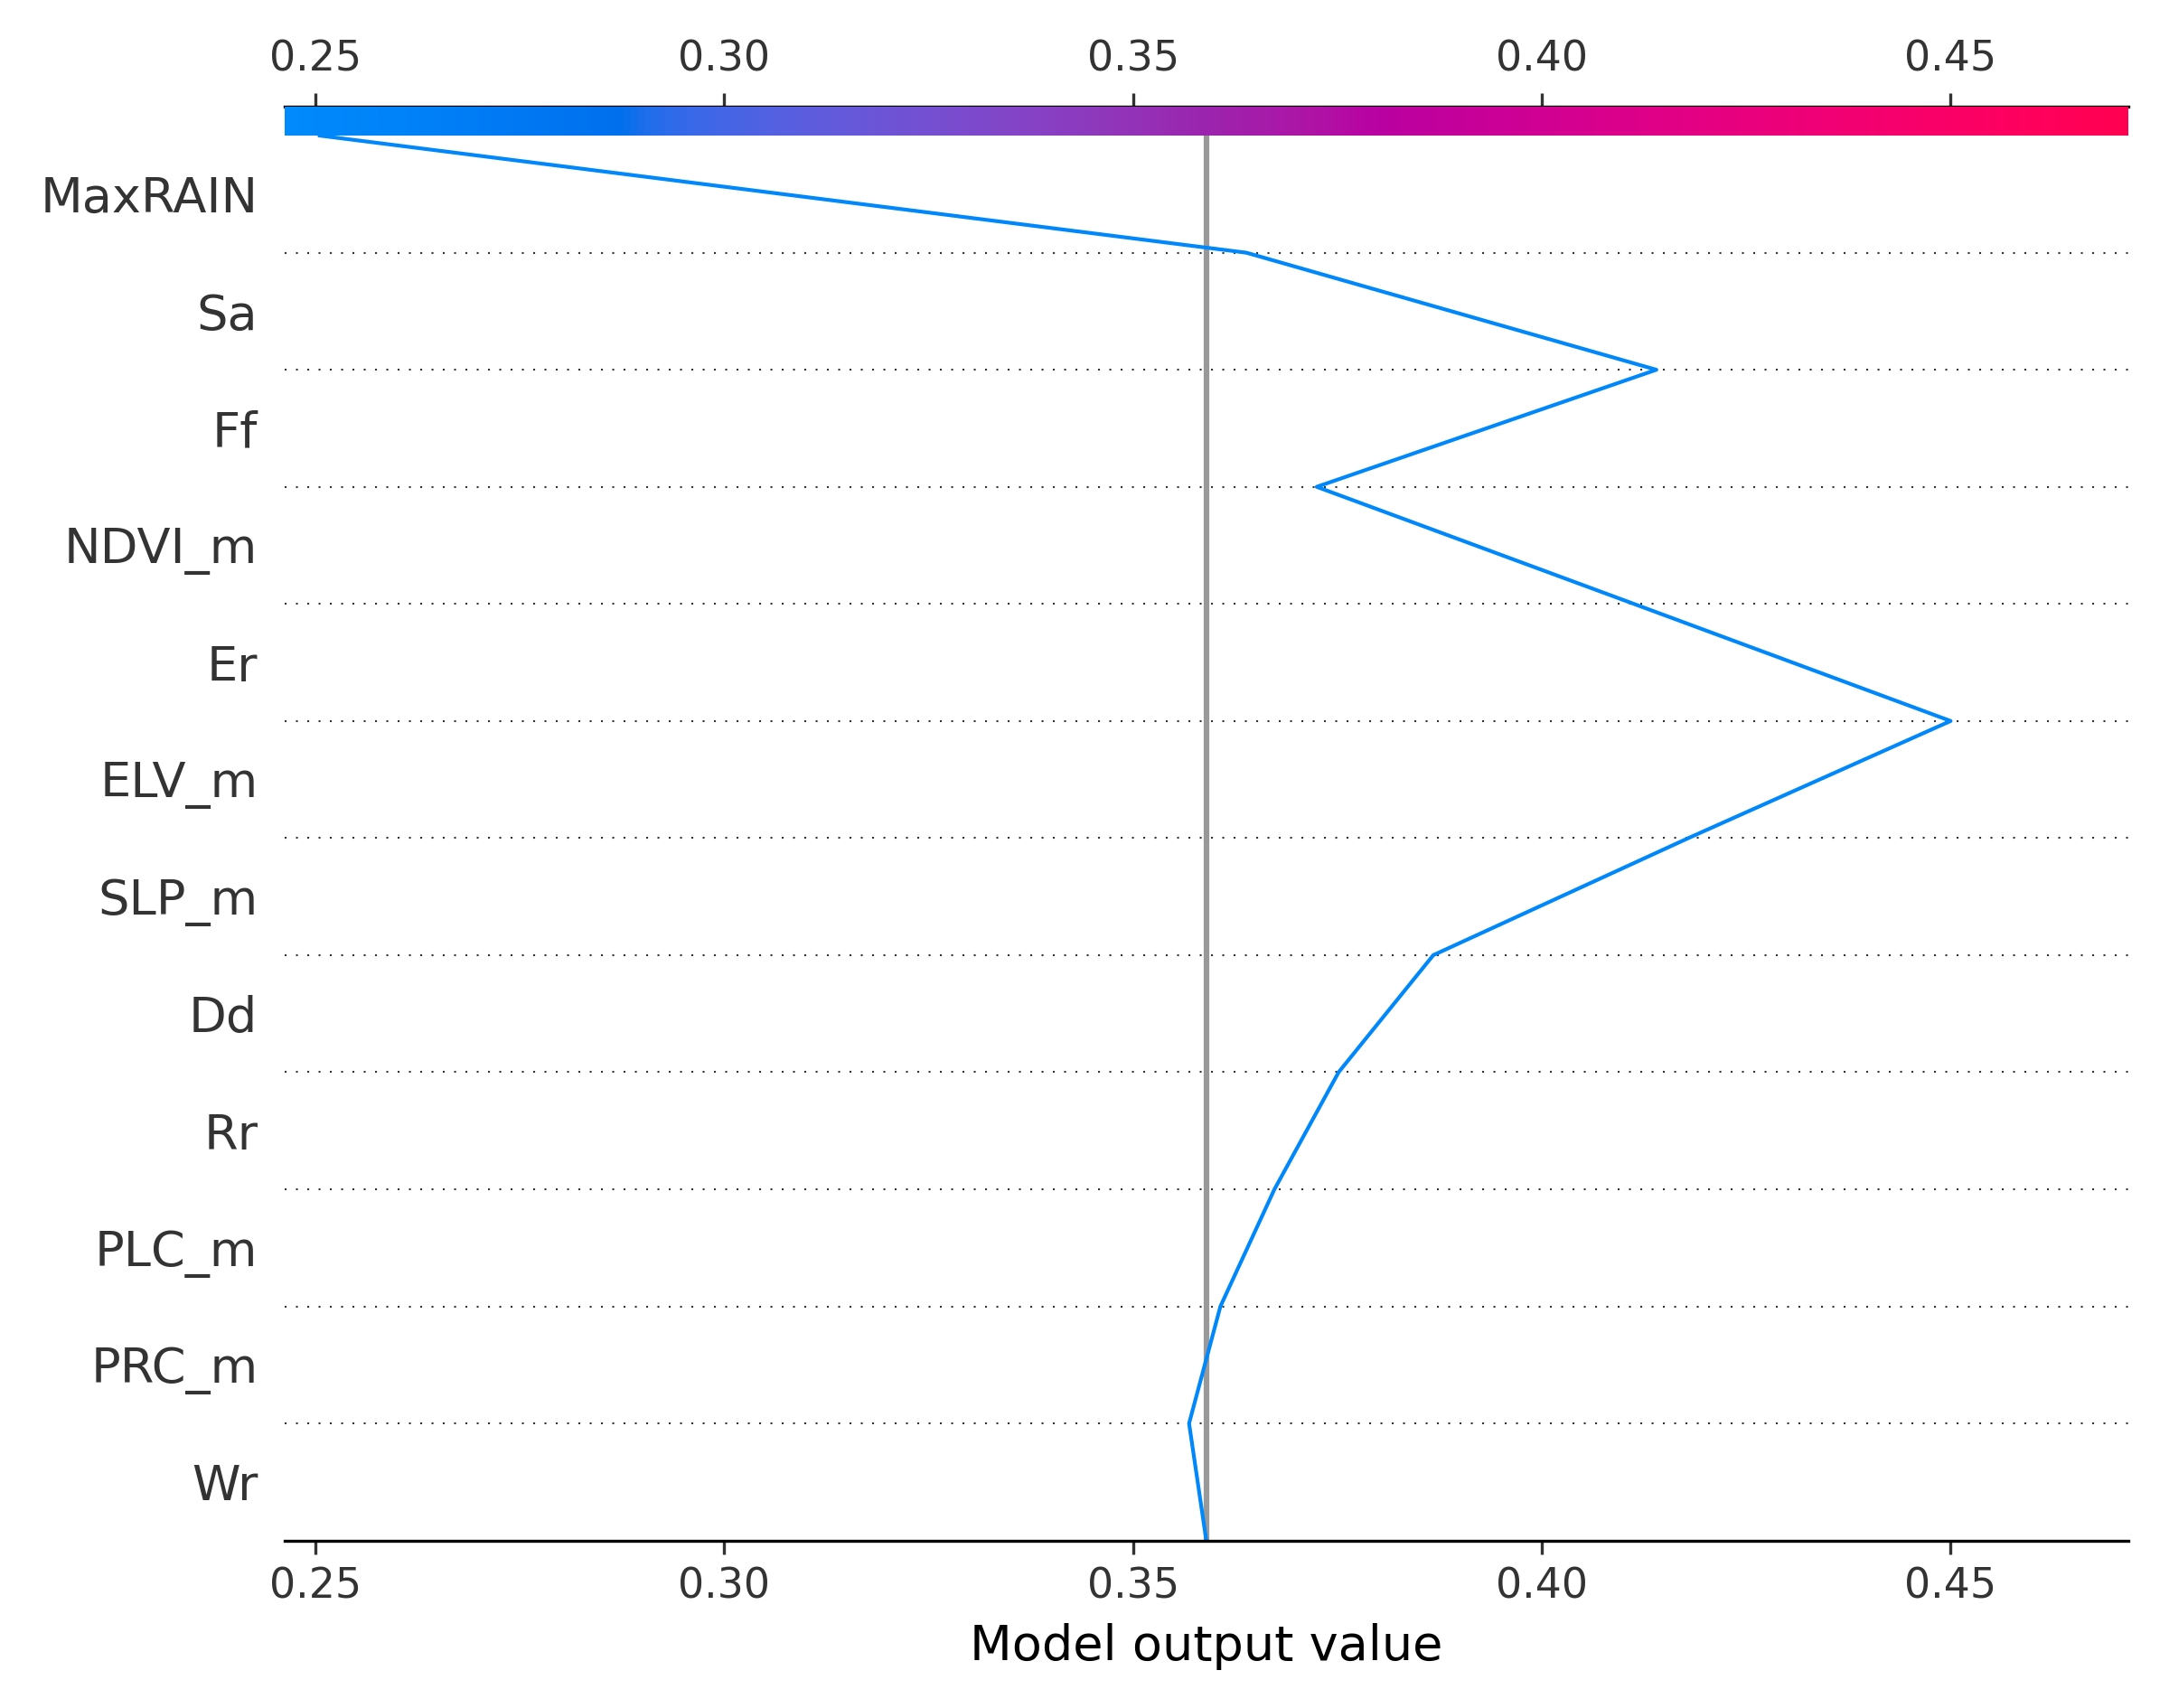 0.25 0.30 0.35 0.40 0.45
MaxRAIN
Sa
Ff
NDVI_m
Er
ELV_m
SLP_m
Dd
Rr
PLC_m
PRC_m
Wr
0.25 0.30 0.35 0.40 0.45
Model output value